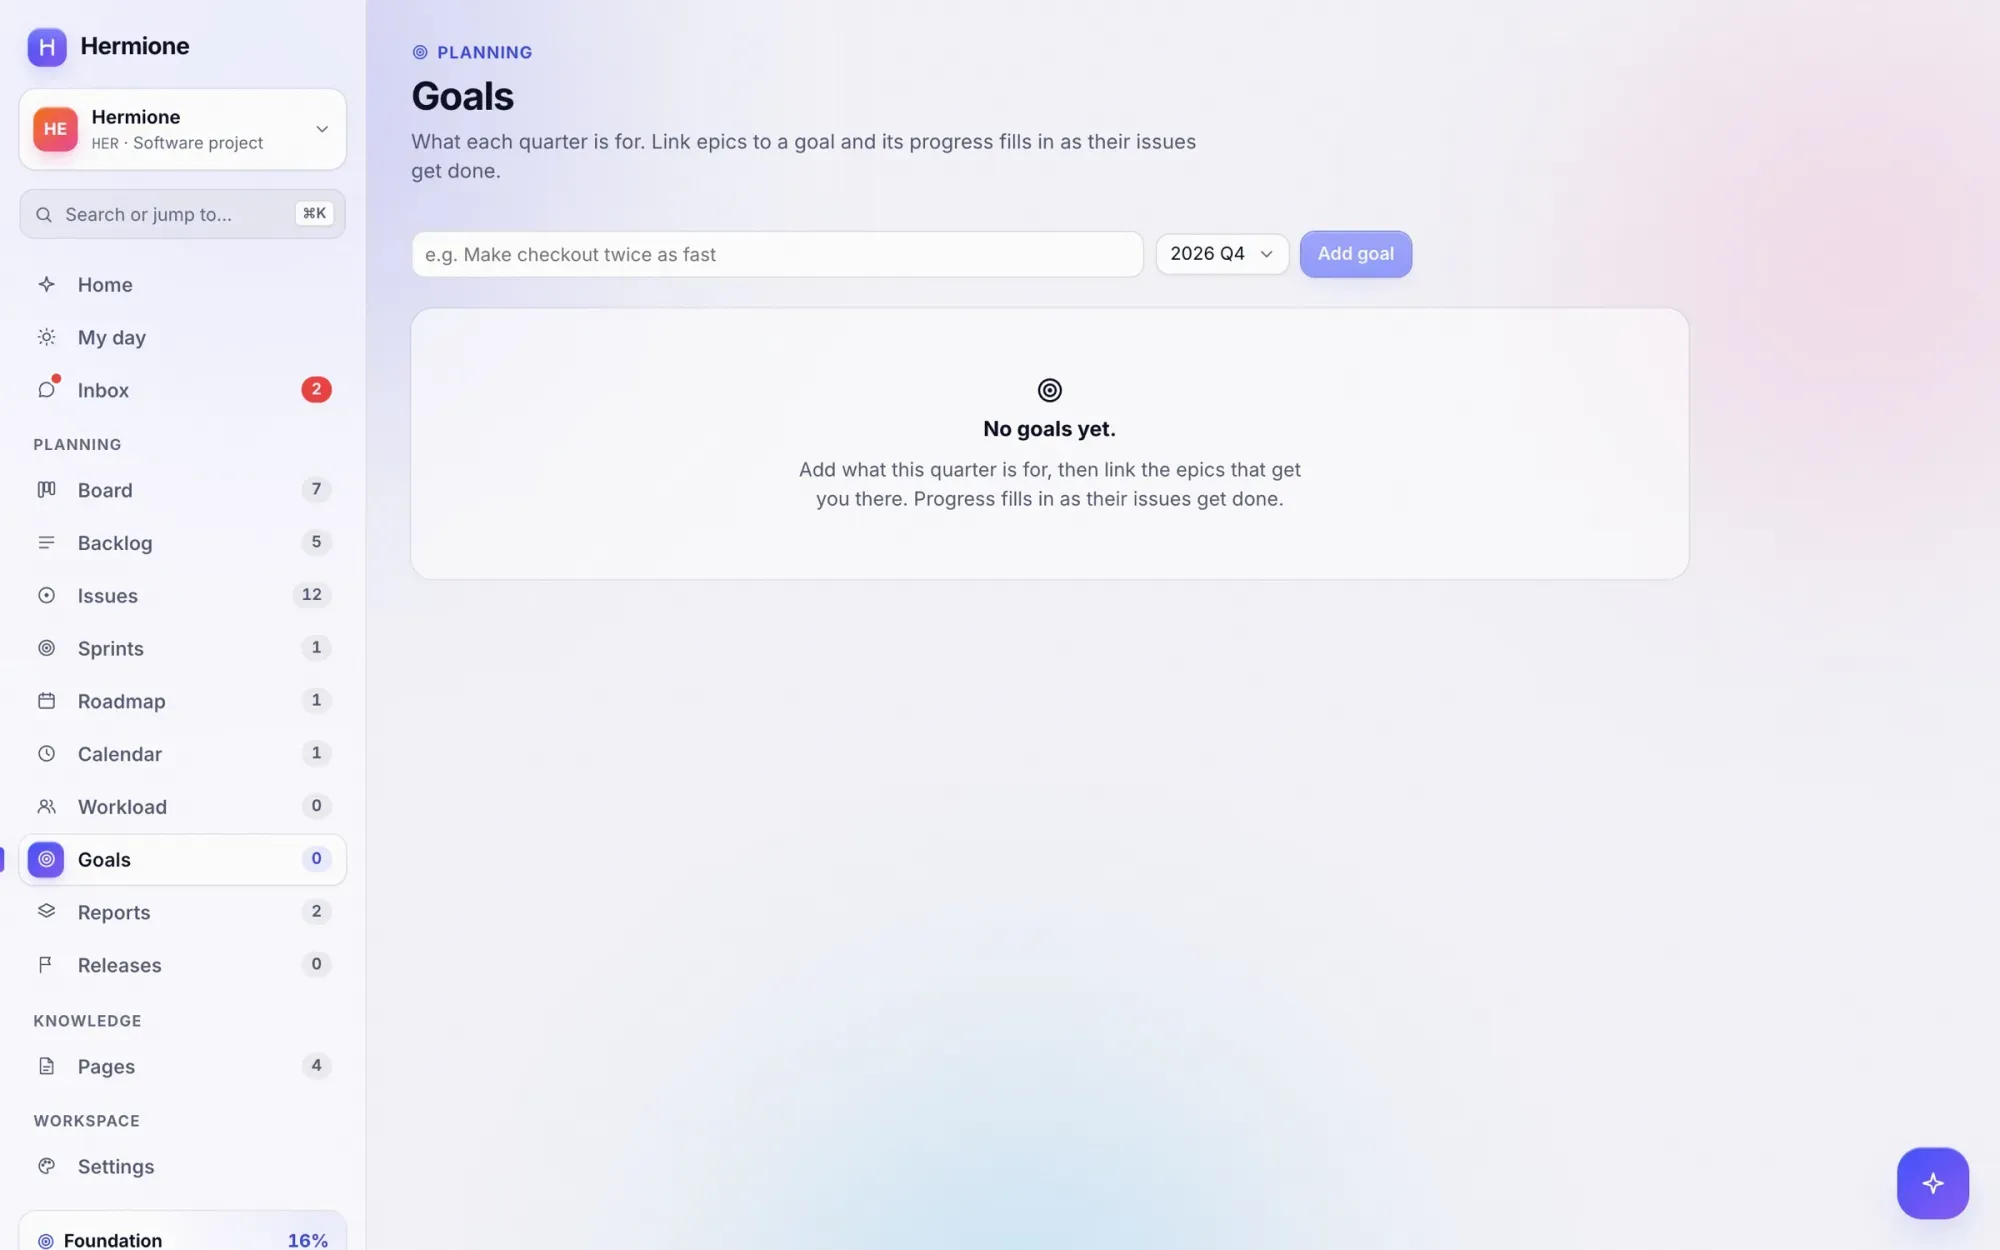 H Hermione
HE Hermione
HER · Software project
Search or jump to... ⌘K
Home
My day
Inbox 2
PLANNING
Board 7
Backlog 5
Issues 12
Sprints 1
Roadmap 1
Calendar 1
Workload 0
Goals 0
Reports 2
Releases 0
KNOWLEDGE
Pages 4
WORKSPACE
Settings
Foundation 16%
PLANNING
Goals
What each quarter is for. Link epics to a goal and its progress fills in as their issues
get done.
e.g. Make checkout twice as fast 2026 Q4 Add goal
No goals yet.
Add what this quarter is for, then link the epics that get
you there. Progress fills in as their issues get done.